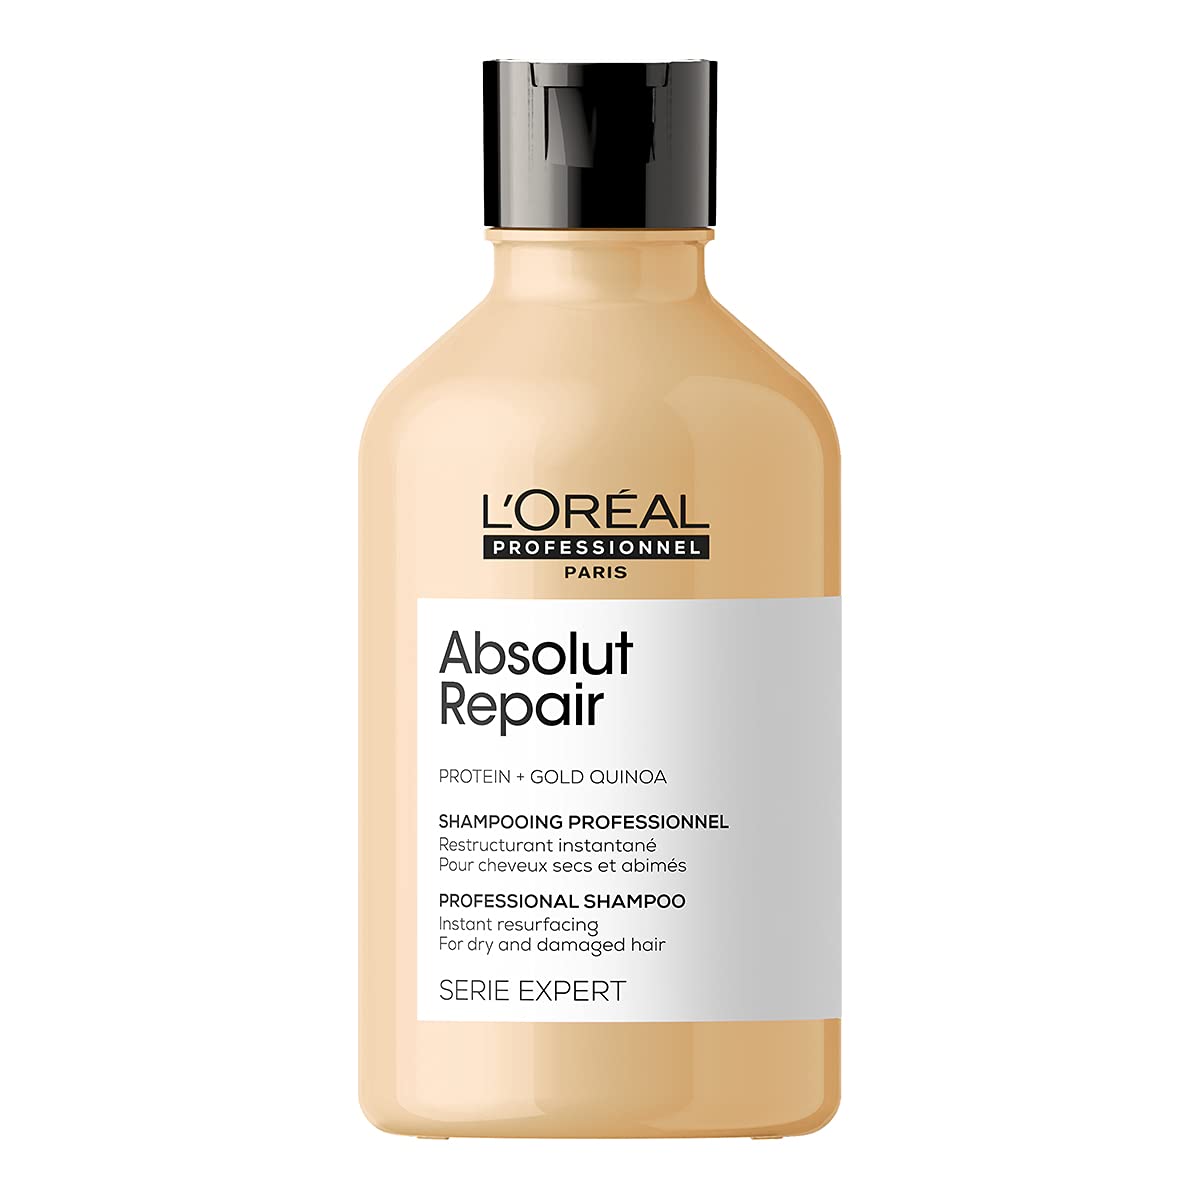 L'ORÉAL
PROFESSIONNEL
PARIS
Absolut
Repair
PROTEIN + GOLD QUINOA
SHAMPOOING PROFESSIONNEL
Restructurant instantané
Pour cheveux secs et abimés
PROFESSIONAL SHAMPOO
Instant resurfacing
For dry and damaged hair
SERIE EXPERT